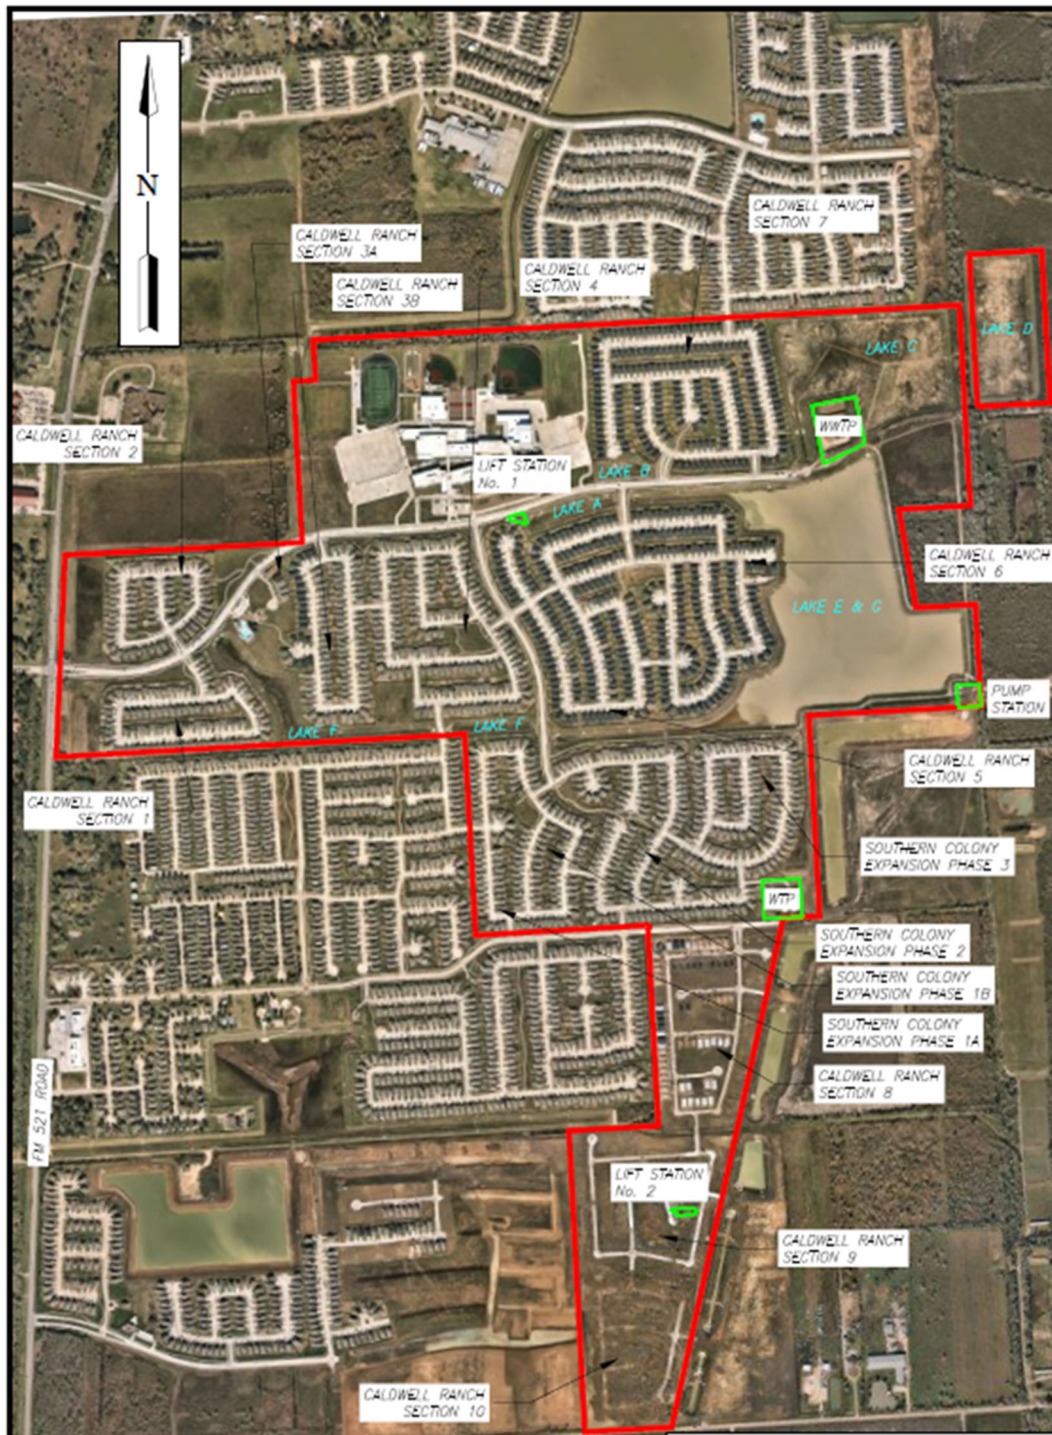 N
CALDWELL RANCH
SECTION 7
CALDWELL RANCH
SECTION 3A
CALDWELL RANCH
SECTION 3B
CALDWELL RANCH
SECTION 4
LAKE D
LAKE C
CALDWELL RANCH
SECTION 2
WWTP
LIFT STATION
No. 1
LAKE B
LAKE A
CALDWELL RANCH
SECTION 6
LAKE E & G
PUMP
STATION
LAKE F
LAKE F
CALDWELL RANCH
SECTION 5
CALDWELL RANCH
SECTION 1
SOUTHERN COLONY
EXPANSION PHASE 3
WTP
SOUTHERN COLONY
EXPANSION PHASE 2
SOUTHERN COLONY
EXPANSION PHASE 1B
SOUTHERN COLONY
EXPANSION PHASE 1A
CALDWELL RANCH
SECTION 8
FM 521 ROAD
LIFT STATION
No. 2
CALDWELL RANCH
SECTION 9
CALDWELL RANCH
SECTION 10